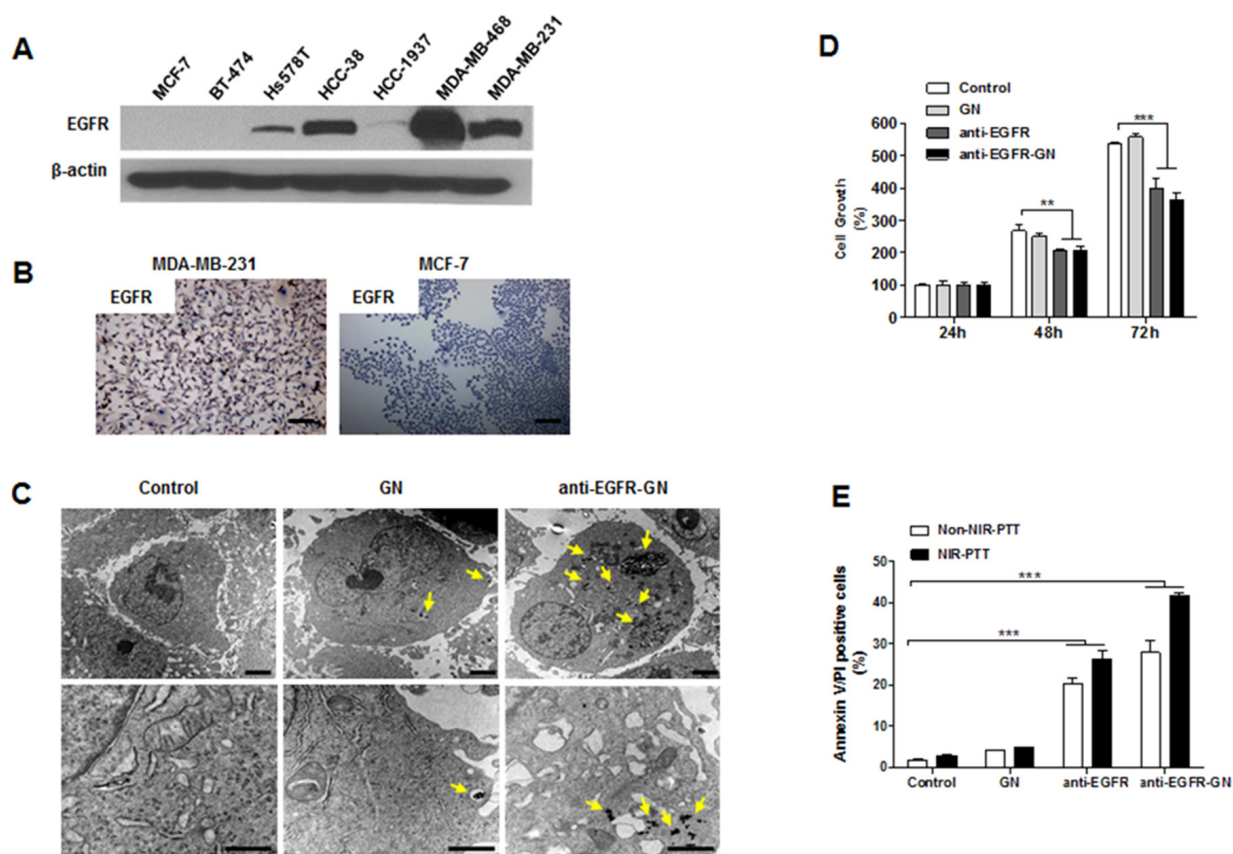 A
MCF-7
BT-474
Hs578T
HCC-38
HCC-1937
MDA-MB-468
MDA-MB-231
EGFR
β-actin
B
MDA-MB-231
MCF-7
EGFR
EGFR
C
Control
GN
anti-EGFR-GN
D
Control
GN
anti-EGFR
anti-EGFR-GN
Cell Growth
(%)
600
500
400
300
200
100
0
**
***
24h
48h
72h
E
Non-NIR-PTT
NIR-PTT
Annexin V/PI positive cells
(%)
50
40
30
20
10
0
***
***
Control
GN
anti-EGFR
anti-EGFR-GN